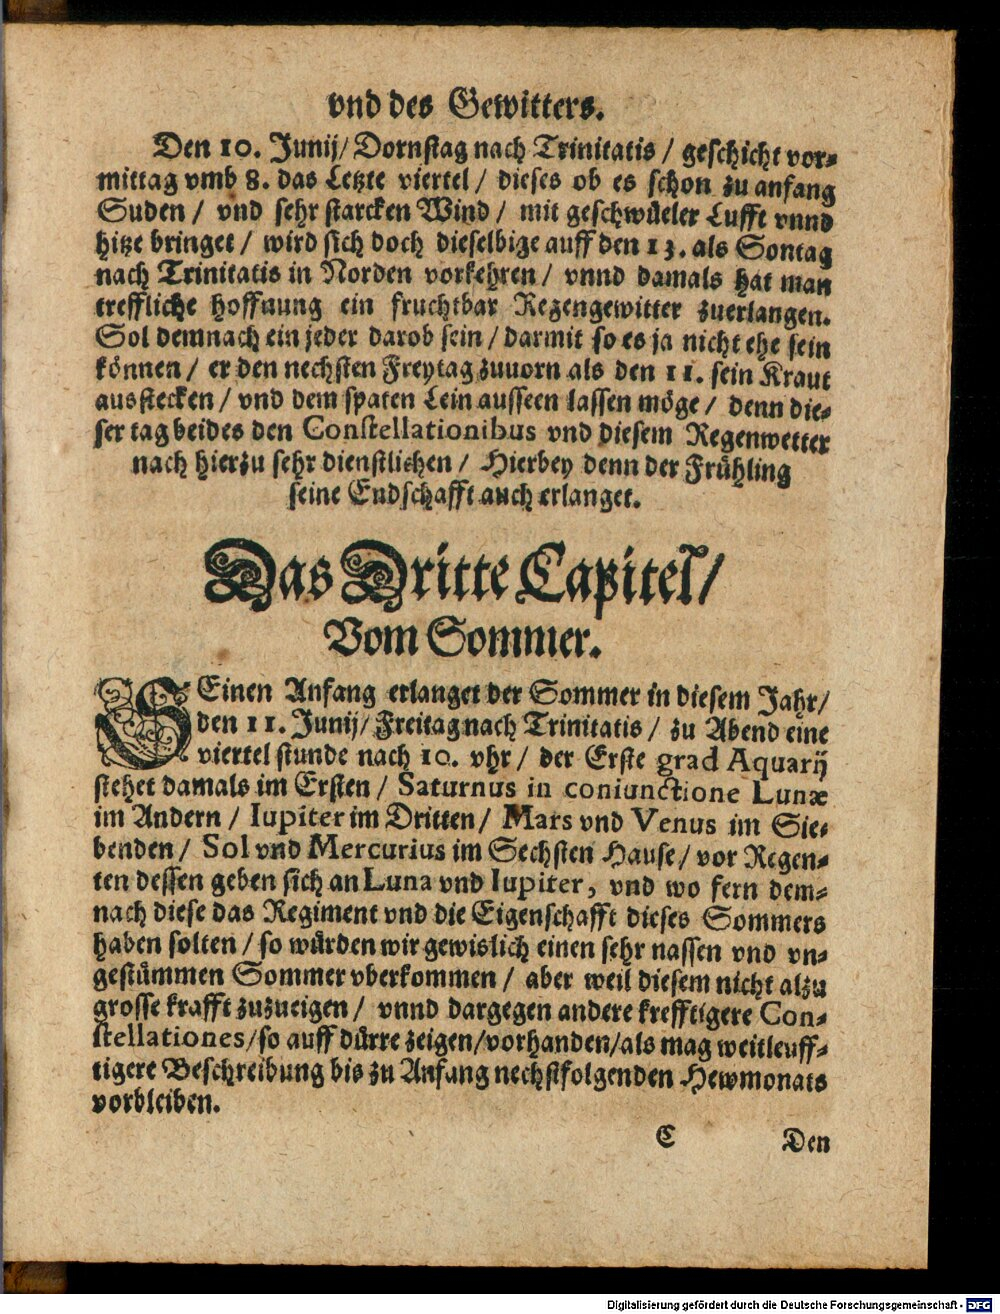 vnd des Gewitters.
Den 10. Junij/ Dornstag nach Trinitatis / geschicht vor-
mittag vmb 8. das Letzte viertel / dieses ob es schon zu anfang
Suden / vnd sehr starcken Wind / mit geschwůeler Lufft vnnd
hitze bringet / wird sich doch dieselbige auff den 13. als Sontag
nach Trinitatis in Norden vorkehren / vnnd damals hat man
treffliche hoffnung ein fruchtbar Regengewitter zuerlangen.
Sol demnach ein jeder darob sein / darmit so es ja nicht ehe sein
können / er den nechsten Freytag zuuorn als den 11. sein Kraut
ausstecken / vnd dem spaten Lein ausseen lassen möge / denn die-
ser tag beides den Constellationibus vnd diesem Regenwetter
nach hierzu sehr dienstlichen / Hierbey denn der Frühling
seine Endschafft auch erlanget.
Das Dritte Capitel/
Vom Sommer.
SEinen Anfang erlanget der Sommer in diesem Jahr/
den 11. Junij/ Freitag nach Trinitatis / zu Abend eine
viertel stunde nach 10. vhr / der Erste grad Aquarij
stehet damals im Ersten / Saturnus in coniunctione Lunæ
im Andern / Iupiter im Dritten / Mars vnd Venus im Sie-
benden / Sol vnd Mercurius im Sechsten Hause / vor Regen-
ten dessen geben sich an Luna vnd Iupiter, vnd wo fern dem-
nach diese das Regiment vnd die Eigenschafft dieses Sommers
haben solten / so würden wir gewislich einen sehr nassen vnd vn-
gestümmen Sommer vberkommen / aber weil diesem nicht alzu
grosse krafft zuzueigen / vnnd dargegen andere krefftigere Con-
stellationes/ so auff dürre zeigen/vorhanden/als mag weitleuff-
tigere Beschreibung bis zu Anfang nechstfolgenden Hewmonats
vorbleiben.
C Den
Digitalisierung gefördert durch die Deutsche Forschungsgemeinschaft - DFG